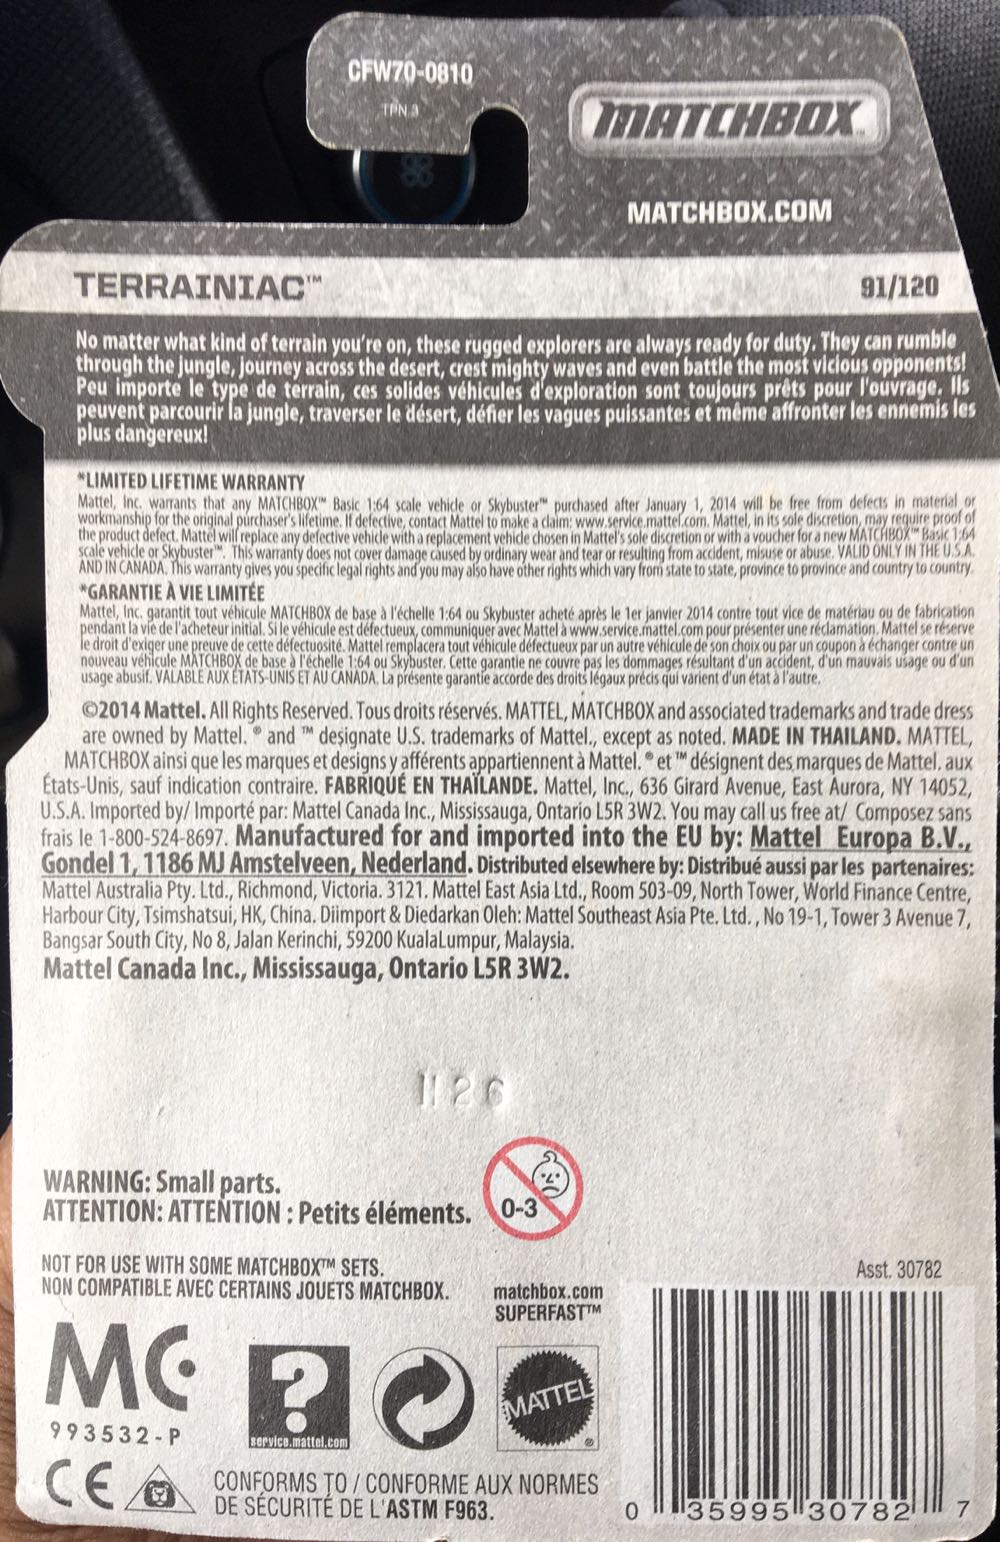 CFW70-0810
TPN 3
MATCHBOX™
MATCHBOX.COM
TERRAINIAC™
91/120
No matter what kind of terrain you're on, these rugged explorers are always ready for duty. They can rumble
through the jungle, journey across the desert, crest mighty waves and even battle the most vicious opponents!
Peu importe le type de terrain, ces solides véhicules d'exploration sont toujours prêts pour l'ouvrage. Ils
peuvent parcourir la jungle, traverser le désert, défier les vagues puissantes et même affronter les ennemis les
plus dangereux!
*LIMITED LIFETIME WARRANTY
Mattel, Inc. warrants that any MATCHBOX™ Basic 1:64 scale vehicle or Skybuster™ purchased after January 1, 2014 will be free from defects in material or
workmanship for the original purchaser's lifetime. If defective, contact Mattel to make a claim: www.service.mattel.com. Mattel, in its sole discretion, may require proof of
the product defect. Mattel will replace any defective vehicle with a replacement vehicle chosen in Mattel's sole discretion or with a voucher for a new MATCHBOX™ Basic 1:64
scale vehicle or Skybuster™. This warranty does not cover damage caused by ordinary wear and tear or resulting from accident, misuse or abuse. VALID ONLY IN THE U.S.A.
AND IN CANADA. This warranty gives you specific legal rights and you may also have other rights which vary from state to state, province to province and country to country.
*GARANTIE À VIE LIMITÉE
Mattel, Inc. garantit tout véhicule MATCHBOX de base à l'échelle 1:64 ou Skybuster acheté après le 1er janvier 2014 contre tout vice de matériau ou de fabrication
pendant la vie de l'acheteur initial. Si le véhicule est défectueux, communiquer avec Mattel à www.service.mattel.com pour présenter une réclamation. Mattel se réserve
le droit d'exiger une preuve de cette défectuosité. Mattel remplacera tout véhicule défectueux par un autre véhicule de son choix ou par un coupon à échanger contre un
nouveau véhicule MATCHBOX de base à l'échelle 1:64 ou Skybuster. Cette garantie ne couvre pas les dommages résultant d'un accident, d'un mauvais usage ou d'un
usage abusif. VALABLE AUX ÉTATS-UNIS ET AU CANADA. La présente garantie accorde des droits légaux précis qui varient d'un état à l'autre.
©2014 Mattel. All Rights Reserved. Tous droits réservés. MATTEL, MATCHBOX and associated trademarks and trade dress
are owned by Mattel. ® and ™ designate U.S. trademarks of Mattel., except as noted. MADE IN THAILAND. MATTEL,
MATCHBOX ainsi que les marques et designs y afférents appartiennent à Mattel. ® et ™ désignent des marques de Mattel. aux
États-Unis, sauf indication contraire. FABRIQUÉ EN THAÏLANDE. Mattel, Inc., 636 Girard Avenue, East Aurora, NY 14052,
U.S.A. Imported by/ Importé par: Mattel Canada Inc., Mississauga, Ontario L5R 3W2. You may call us free at/ Composez sans
frais le 1-800-524-8697. Manufactured for and imported into the EU by: Mattel Europa B.V.,
Gondel 1, 1186 MJ Amstelveen, Nederland. Distributed elsewhere by: Distribué aussi par les partenaires:
Mattel Australia Pty. Ltd., Richmond, Victoria. 3121. Mattel East Asia Ltd., Room 503-09, North Tower, World Finance Centre,
Harbour City, Tsimshatsui, HK, China. Diimport & Diedarkan Oleh: Mattel Southeast Asia Pte. Ltd., No 19-1, Tower 3 Avenue 7,
Bangsar South City, No 8, Jalan Kerinchi, 59200 KualaLumpur, Malaysia.
Mattel Canada Inc., Mississauga, Ontario L5R 3W2.
H26
WARNING: Small parts.
ATTENTION: ATTENTION : Petits éléments.
0-3
NOT FOR USE WITH SOME MATCHBOX™ SETS.
NON COMPATIBLE AVEC CERTAINS JOUETS MATCHBOX.
matchbox.com
SUPERFAST™
Asst. 30782
MC
993532-P
?
service.mattel.com
MATTEL
®
CE
CONFORMS TO / CONFORME AUX NORMES
DE SÉCURITÉ DE L'ASTM F963.
0 35995 30782 7